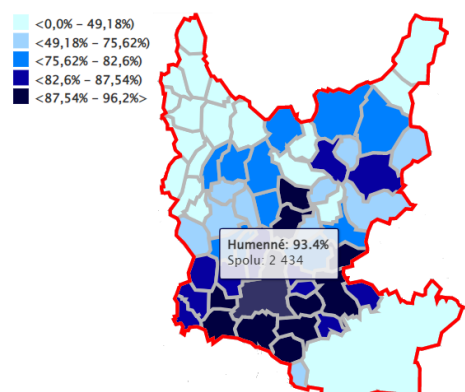 <0,0% - 49,18%)
<49,18% - 75,62%)
<75,62% - 82,6%)
<82,6% - 87,54%)
<87,54% - 96,2%>
Humenné: 93.4%
Spolu: 2 434